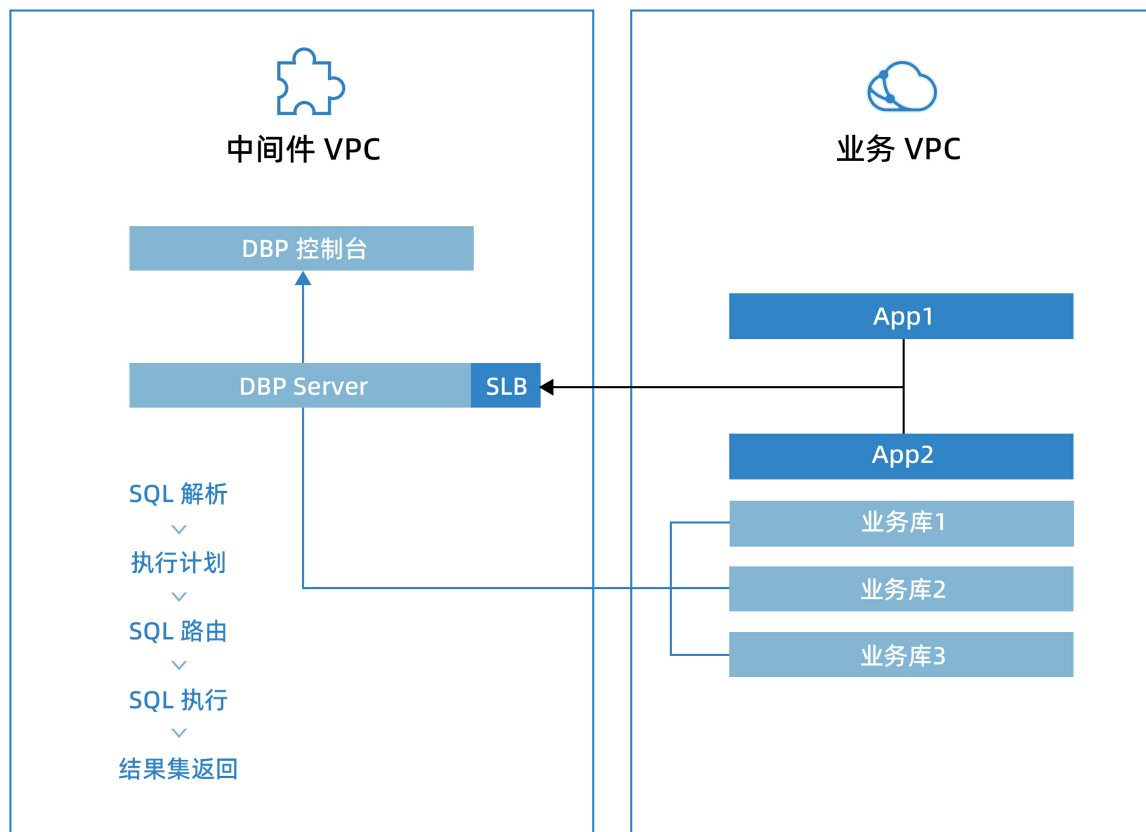 中间件 VPC
DBP 控制台
DBP Server
SLB
SQL 解析
执行计划
SQL 路由
SQL 执行
结果集返回
业务 VPC
App1
App2
业务库1
业务库2
业务库3